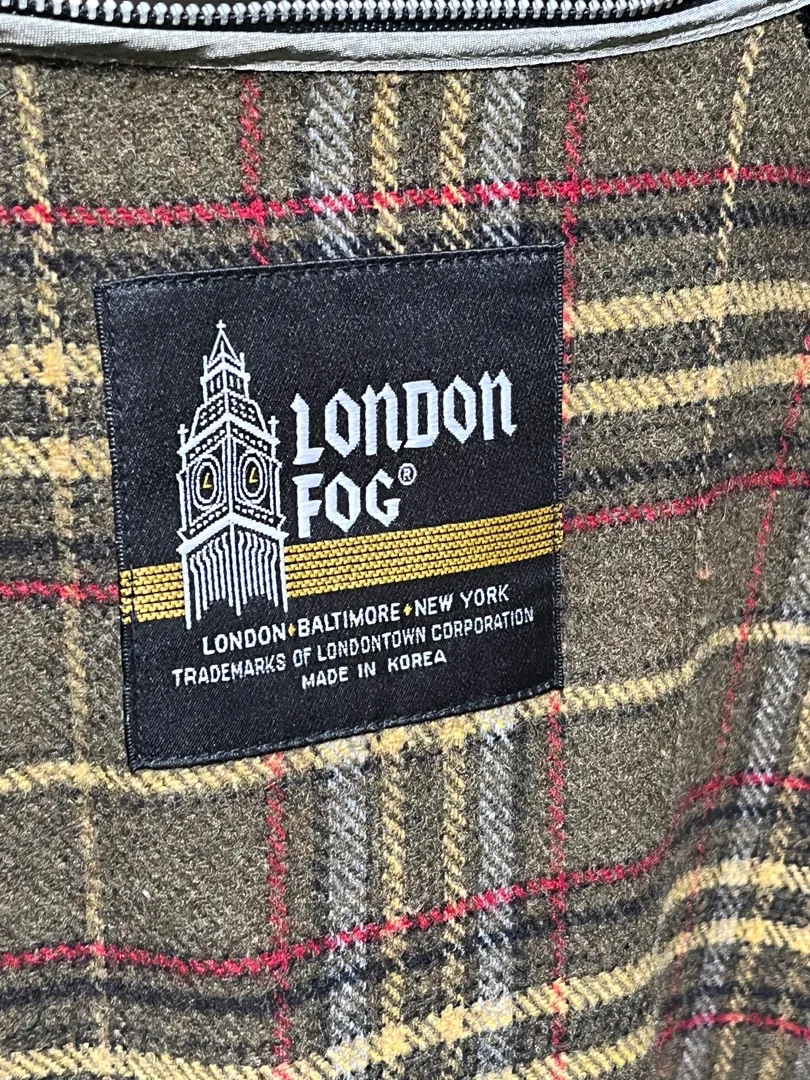 LONDON
FOG®
LONDON♦BALTIMORE♦NEW YORK
TRADEMARKS OF LONDONTOWN CORPORATION
MADE IN KOREA